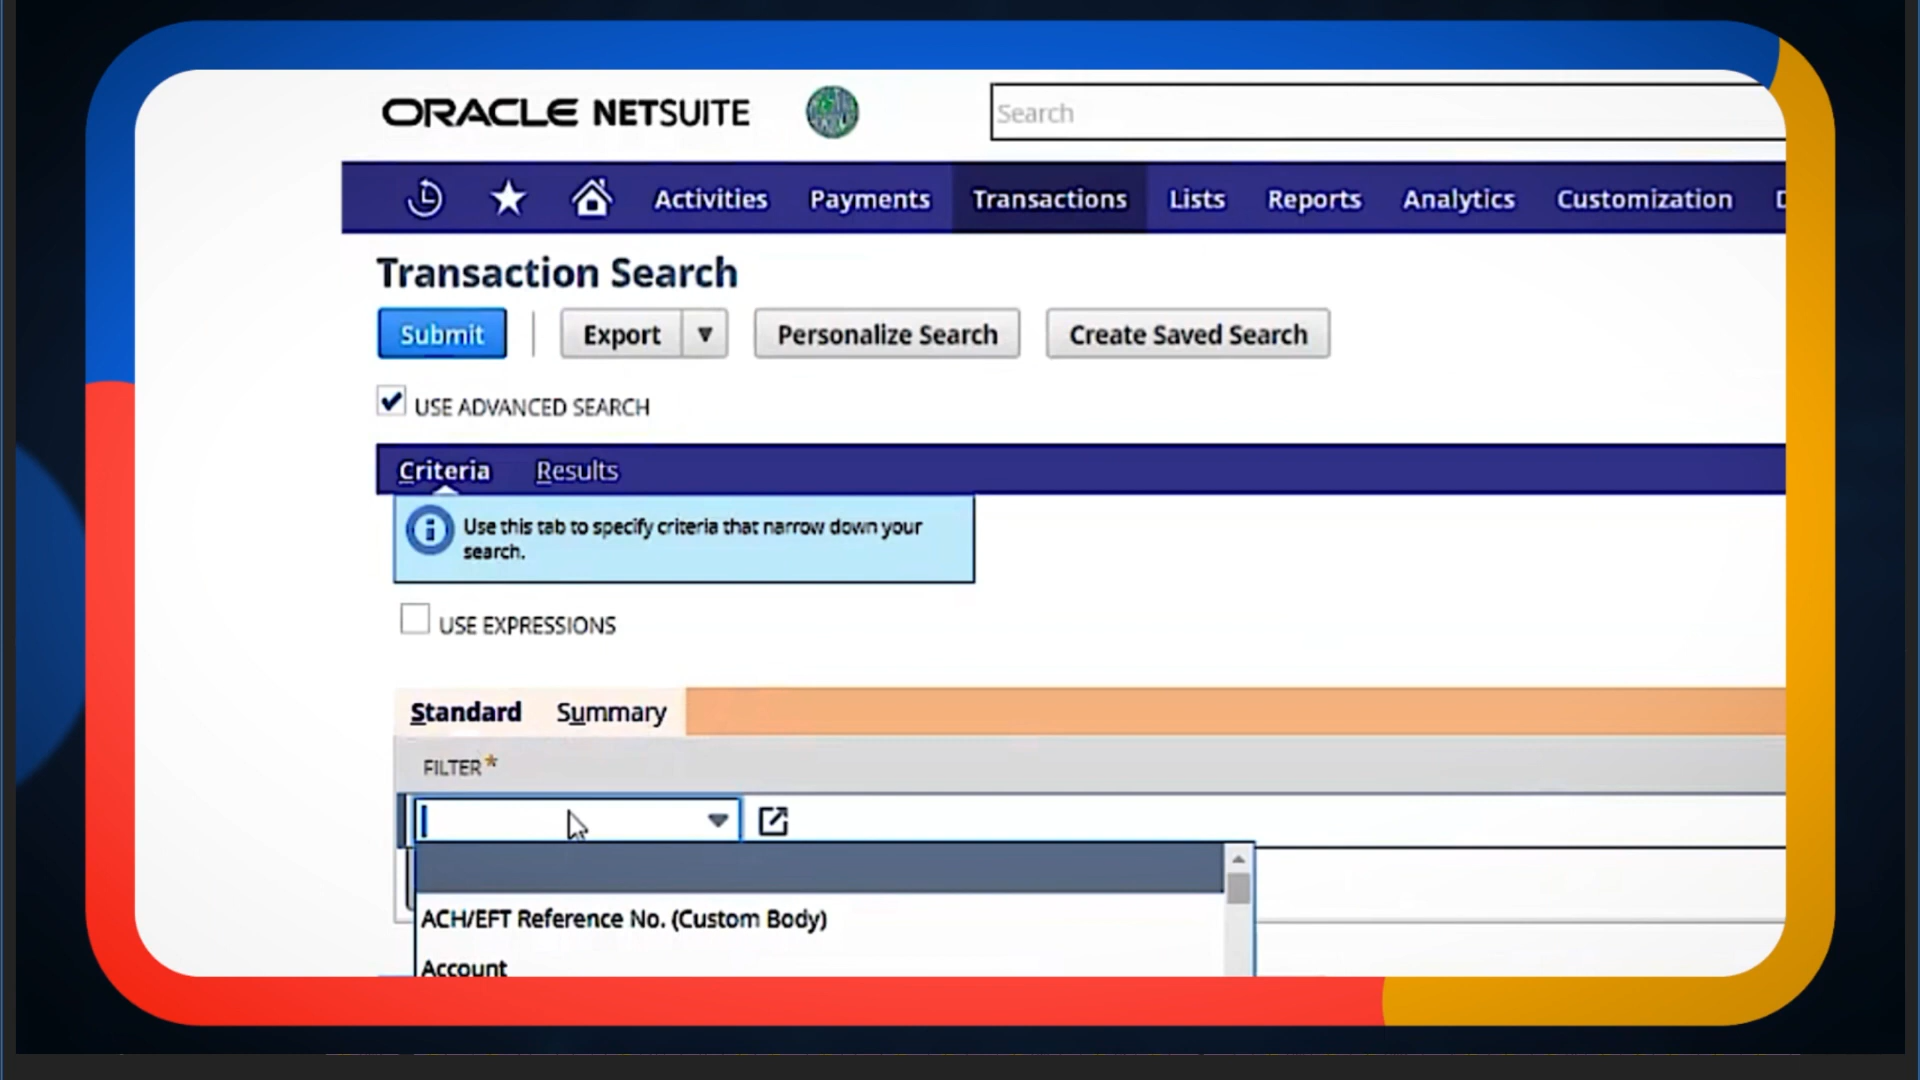 ORACLE NETSUITE
Search
Activities Payments Transactions Lists Reports Analytics Customization
Transaction Search
Submit Export Personalize Search Create Saved Search
USE ADVANCED SEARCH
Criteria Results
Use this tab to specify criteria that narrow down your
search.
USE EXPRESSIONS
Standard Summary
FILTER*
ACH/EFT Reference No. (Custom Body)
Account